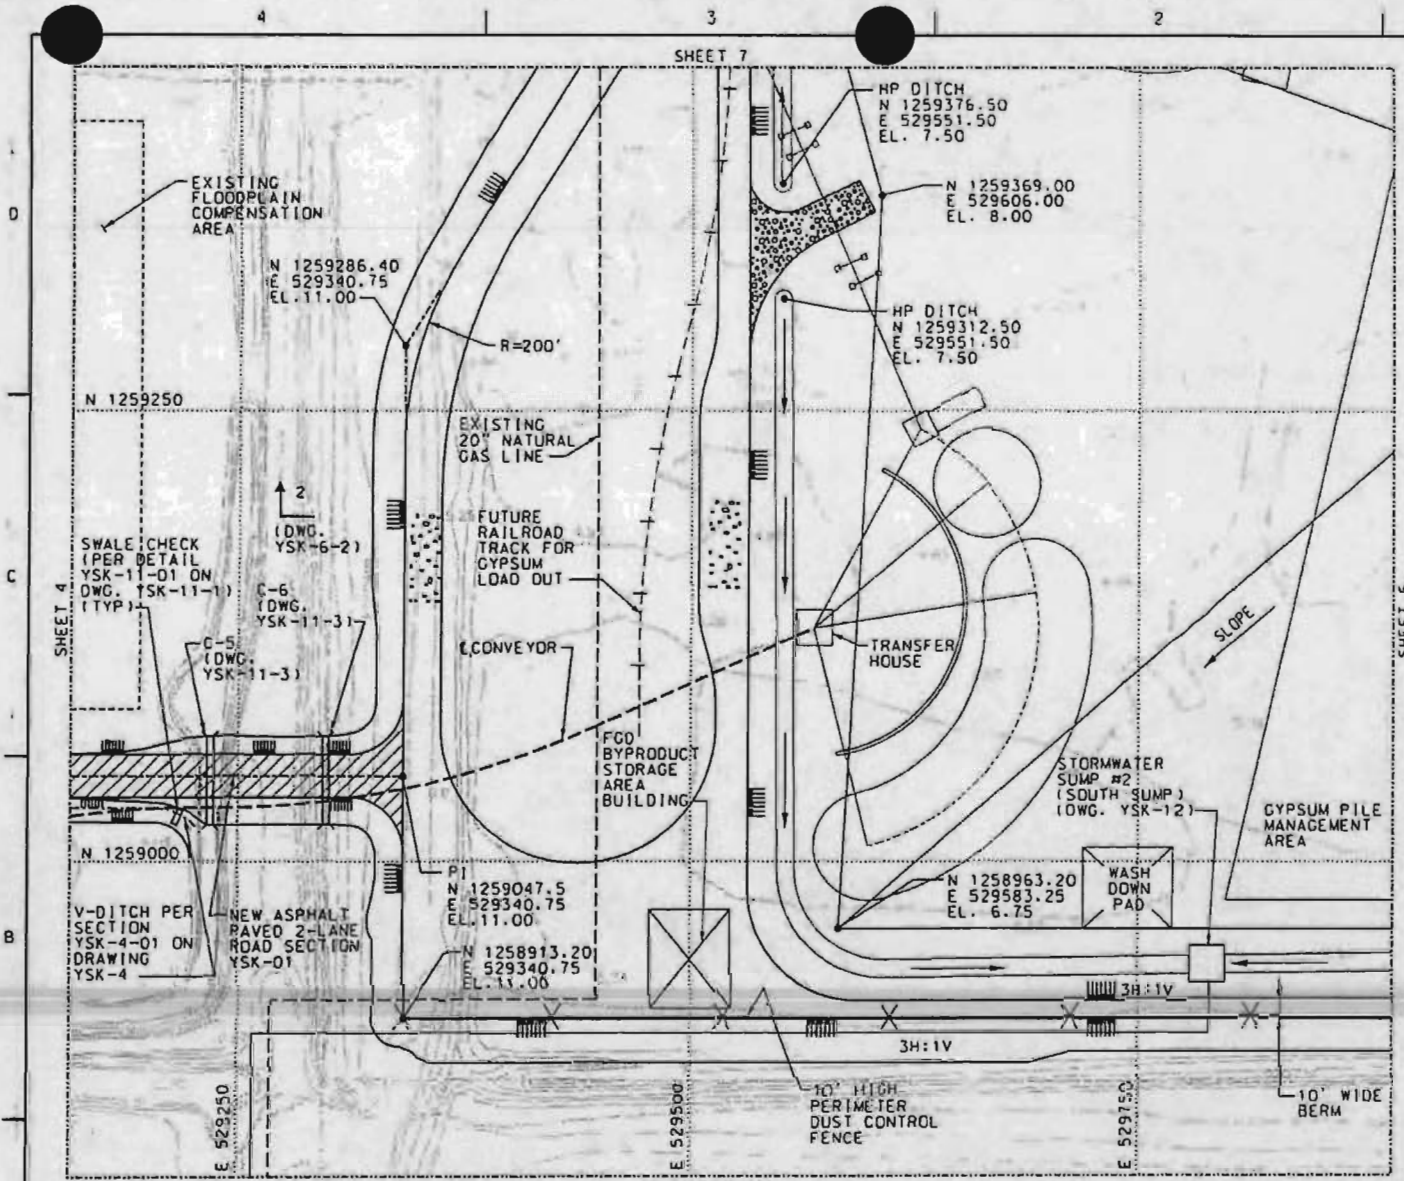 4
3
2
SHEET 7
HP DITCH
N 1259376.50
E 529551.50
EL. 7.50
EXISTING
FLOODPLAIN
COMPENSATION
AREA
D
N 1259369.00
E 529606.00
EL. 8.00
N 1259286.40
E 529340.75
EL.11.00
R=200'
HP DITCH
N 1259312.50
E 529551.50
EL. 7.50
N 1259250
EXISTING
20" NATURAL
GAS LINE
2
(DWG.
YSK-6-2)
FUTURE
RAILROAD
TRACK FOR
GYPSUM
LOAD OUT
SWALE CHECK
(PER DETAIL
YSK-11-01 ON
DWG. YSK-11-1)
(TYP)
C
C-6
(DWG.
YSK-11-3)
SHEET 4
C-5
(DWG.
YSK-11-3)
℄CONVEYOR
TRANSFER
HOUSE
SLOPE
SHEET
FGD
BYPRODUCT
STORAGE
AREA
BUILDING
STORMWATER
SUMP #2
(SOUTH SUMP)
(DWG. YSK-12)
GYPSUM PILE
MANAGEMENT
AREA
N 1259000
PI
N 1259047.5
E 529340.75
EL.11.00
N 1258963.20
E 529583.25
EL. 6.75
WASH
DOWN
PAD
B
V-DITCH PER
SECTION
YSK-4-01 ON
DRAWING
YSK-4
NEW ASPHALT
PAVED 2-LANE
ROAD SECTION
YSK-01
N 1258913.20
E 529340.75
EL.11.00
3H:1V
3H:1V
10' HIGH
PERIMETER
DUST CONTROL
FENCE
10' WIDE
BERM
E 529250
E 529500
E 529750